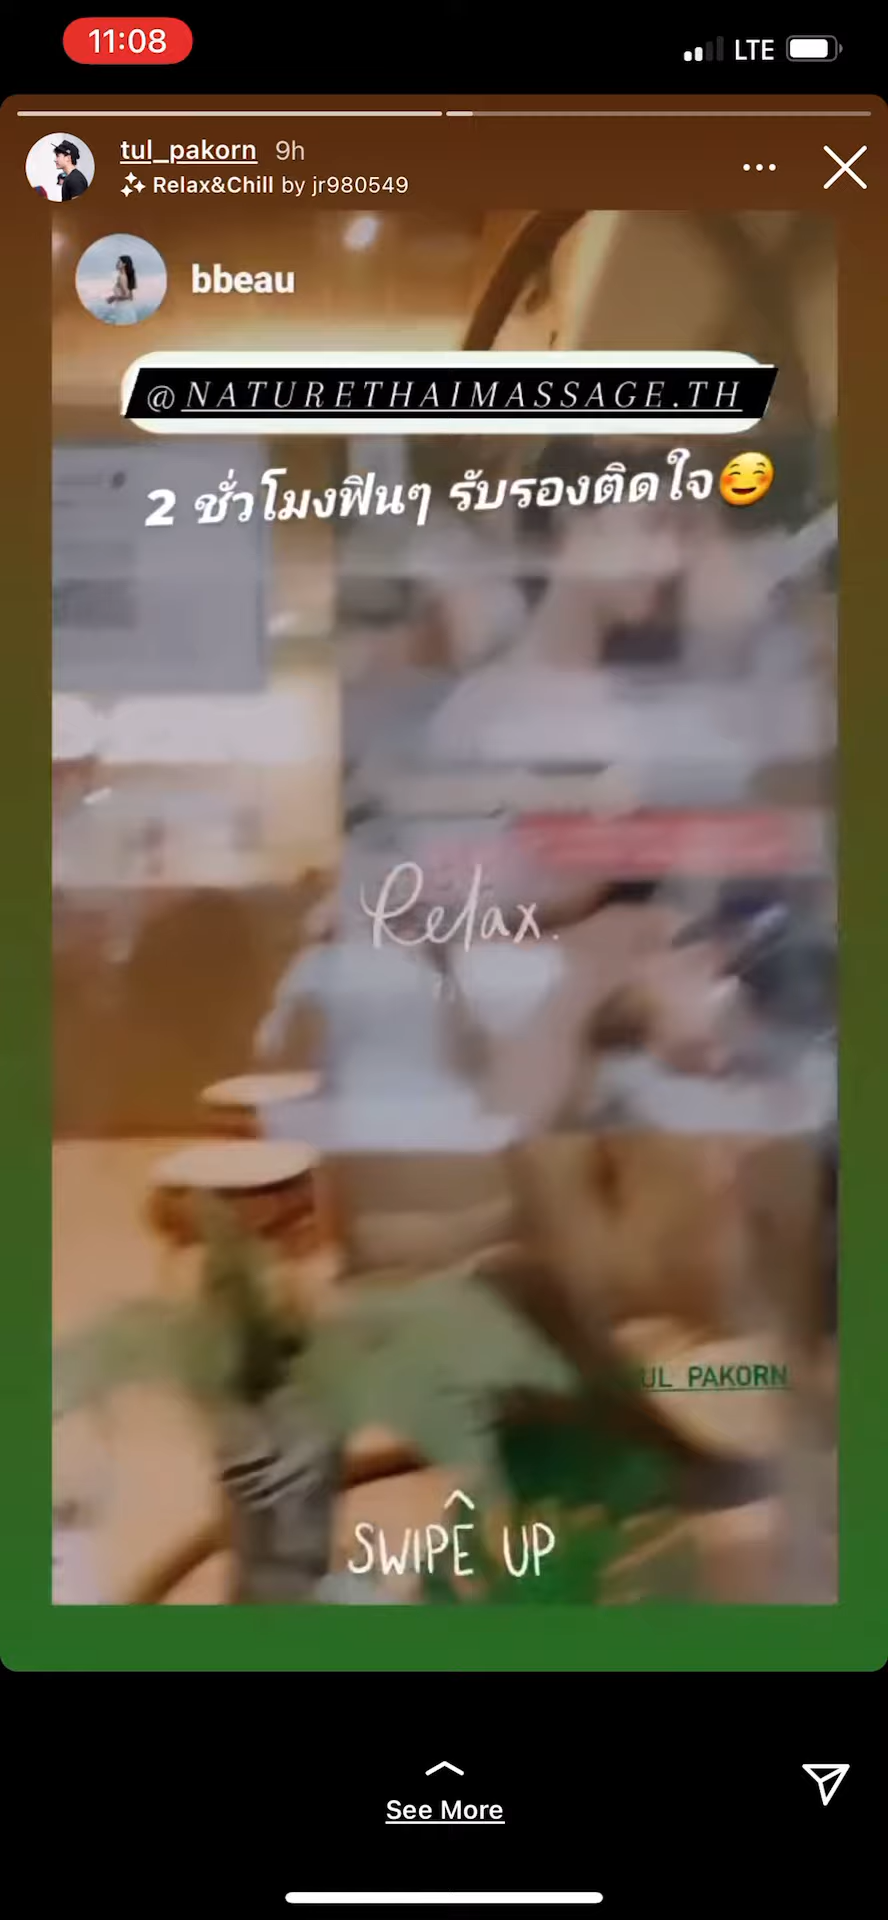 11:08
LTE
tul_pakorn 9h
Relax&Chill by jr980549
bbeau
@NATURETHAIMASSAGE.TH
2 ชั่วโมงฟินๆ รับรองติดใจ😊
Relax.
UL_PAKORN
SWIPE UP
See More